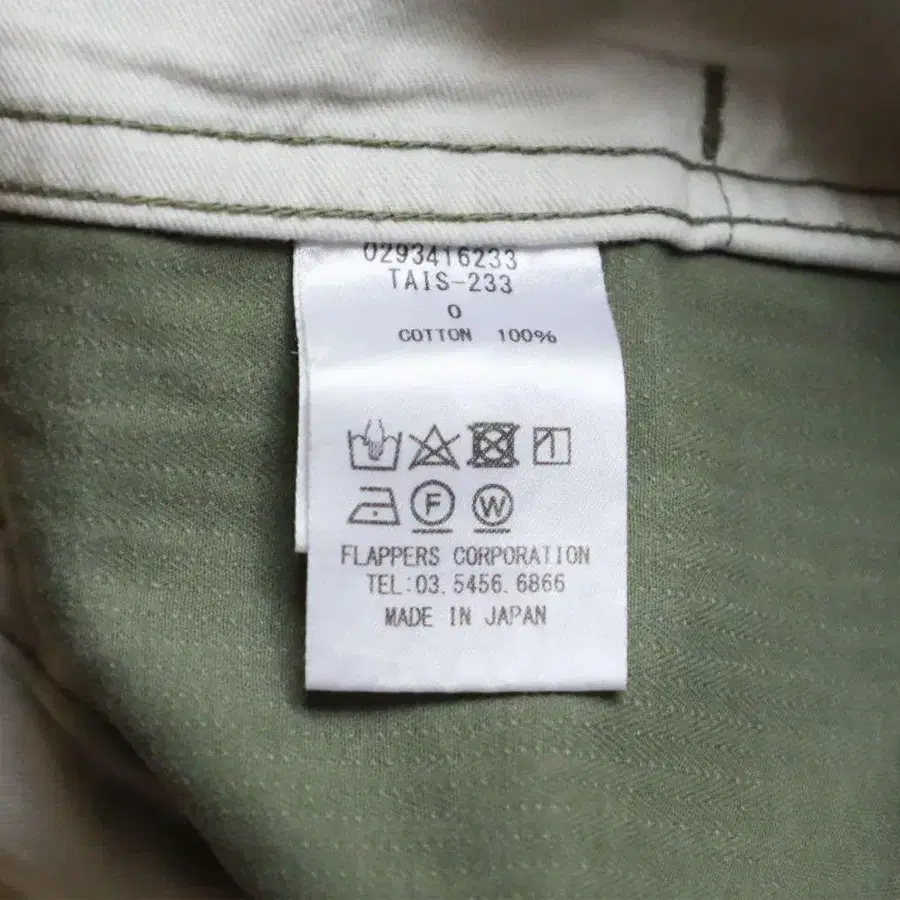 0293416233
TAIS-233
0
COTTON 100%
F W
FLAPPERS CORPORATION
TEL:03.5456.6866
MADE IN JAPAN